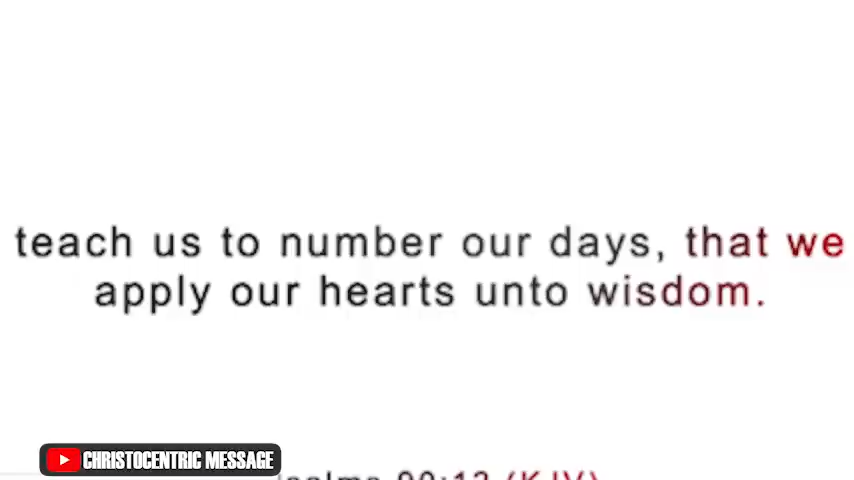 teach us to number our days, that we
apply our hearts unto wisdom.
CHRISTOCENTRIC MESSAGE